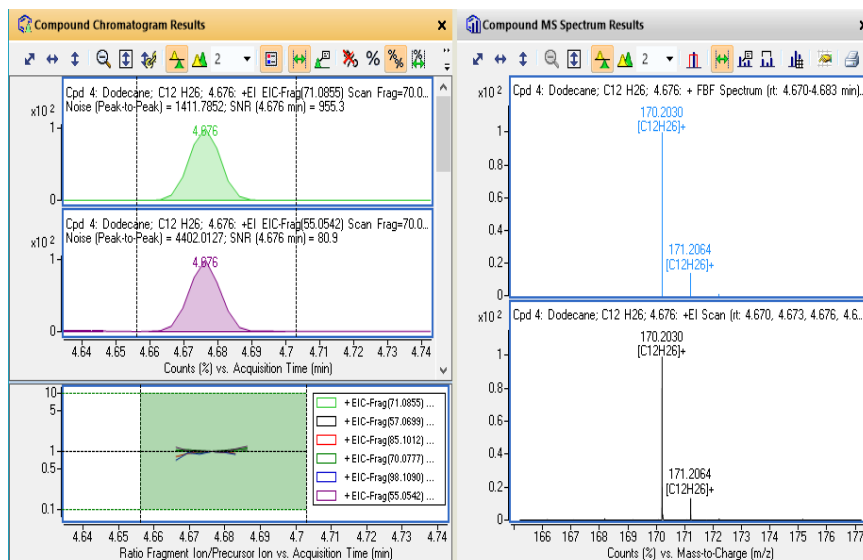 Compound Chromatogram Results
x
2
%
Cpd 4: Dodecane; C12 H26; 4.676: +EI EIC-Frag(71.0855) Scan Frag=70.0...
Noise (Peak-to-Peak) = 1411.7852; SNR (4.676 min) = 955.3
x10 2
4.676
1
0
Cpd 4: Dodecane; C12 H26; 4.676: +EI EIC-Frag(55.0542) Scan Frag=70.0...
Noise (Peak-to-Peak) = 4402.0127; SNR (4.676 min) = 80.9
x10 2
4.676
1
0
4.64 4.65 4.66 4.67 4.68 4.69 4.7 4.71 4.72 4.73 4.74
Counts (%) vs. Acquisition Time (min)
10
5
1
0.5
0.1
+EIC-Frag(71.0855) ...
+EIC-Frag(57.0699) ...
+EIC-Frag(85.1012) ...
+EIC-Frag(70.0777) ...
+EIC-Frag(98.1090) ...
+EIC-Frag(55.0542) ...
4.64 4.65 4.66 4.67 4.68 4.69 4.7 4.71 4.72 4.73 4.74
Ratio Fragment Ion/Precursor Ion vs. Acquisition Time (min)
Compound MS Spectrum Results
2
x10 2
Cpd 4: Dodecane; C12 H26; 4.676: + FBF Spectrum (rt: 4.670-4.683 min)...
170.2030
[C12H26]+
1
0.8
0.6
0.4
0.2
0
171.2064
[C12H26]+
x10 2
Cpd 4: Dodecane; C12 H26; 4.676: +EI Scan (rt: 4.670, 4.673, 4.676, 4.6...
170.2030
[C12H26]+
1
0.8
0.6
0.4
0.2
0
171.2064
[C12H26]+
166 167 168 169 170 171 172 173 174 175 176 177
Counts (%) vs. Mass-to-Charge (m/z)